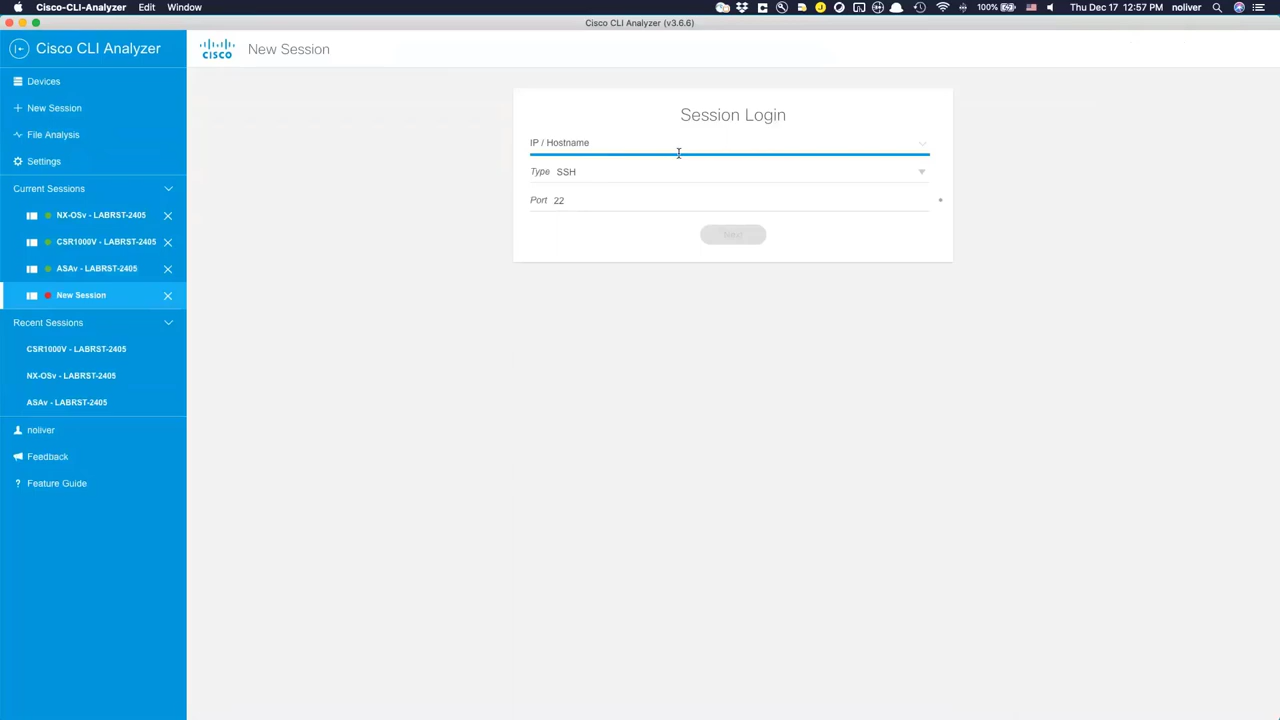 Cisco-CLI-Analyzer Edit Window
100% Thu Dec 17 12:57 PM noliver
Cisco CLI Analyzer (v3.6.6)
Cisco CLI Analyzer
CISCO
New Session
Devices
New Session
File Analysis
Settings
Current Sessions
NX-OSv - LABRST-2405
CSR1000V - LABRST-2405
ASAv - LABRST-2405
New Session
Recent Sessions
CSR1000V - LABRST-2405
NX-OSv - LABRST-2405
ASAv - LABRST-2405
noliver
Feedback
? Feature Guide
Session Login
IP / Hostname
Type SSH
Port 22
Next